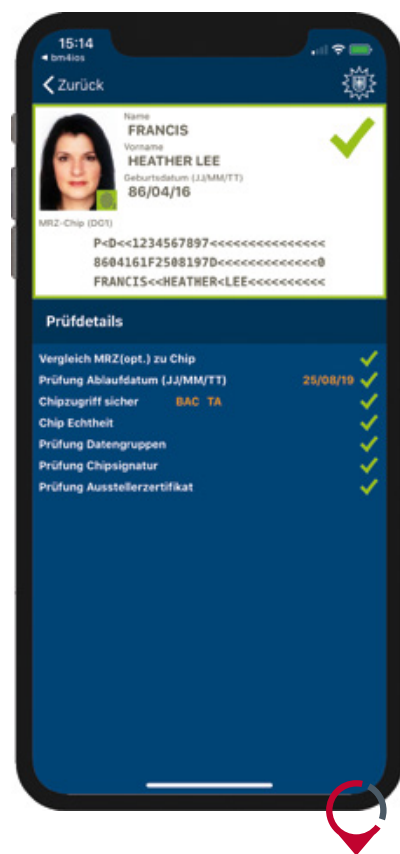 15:14
◀ bm4ios
Zurück
Name
FRANCIS
Vorname
HEATHER LEE
Geburtsdatum (JJ/MM/TT)
86/04/16
MRZ-Chip (DG1)
P<D<<1234567897<<<<<<<<<<<<<<<
8604161F2508197D<<<<<<<<<<<<<0
FRANCIS<<HEATHER<LEE<<<<<<<<<<
Prüfdetails
Vergleich MRZ(opt.) zu Chip
Prüfung Ablaufdatum (JJ/MM/TT) 25/08/19
Chipzugriff sicher BAC TA
Chip Echtheit
Prüfung Datengruppen
Prüfung Chipsignatur
Prüfung Ausstellerzertifikat